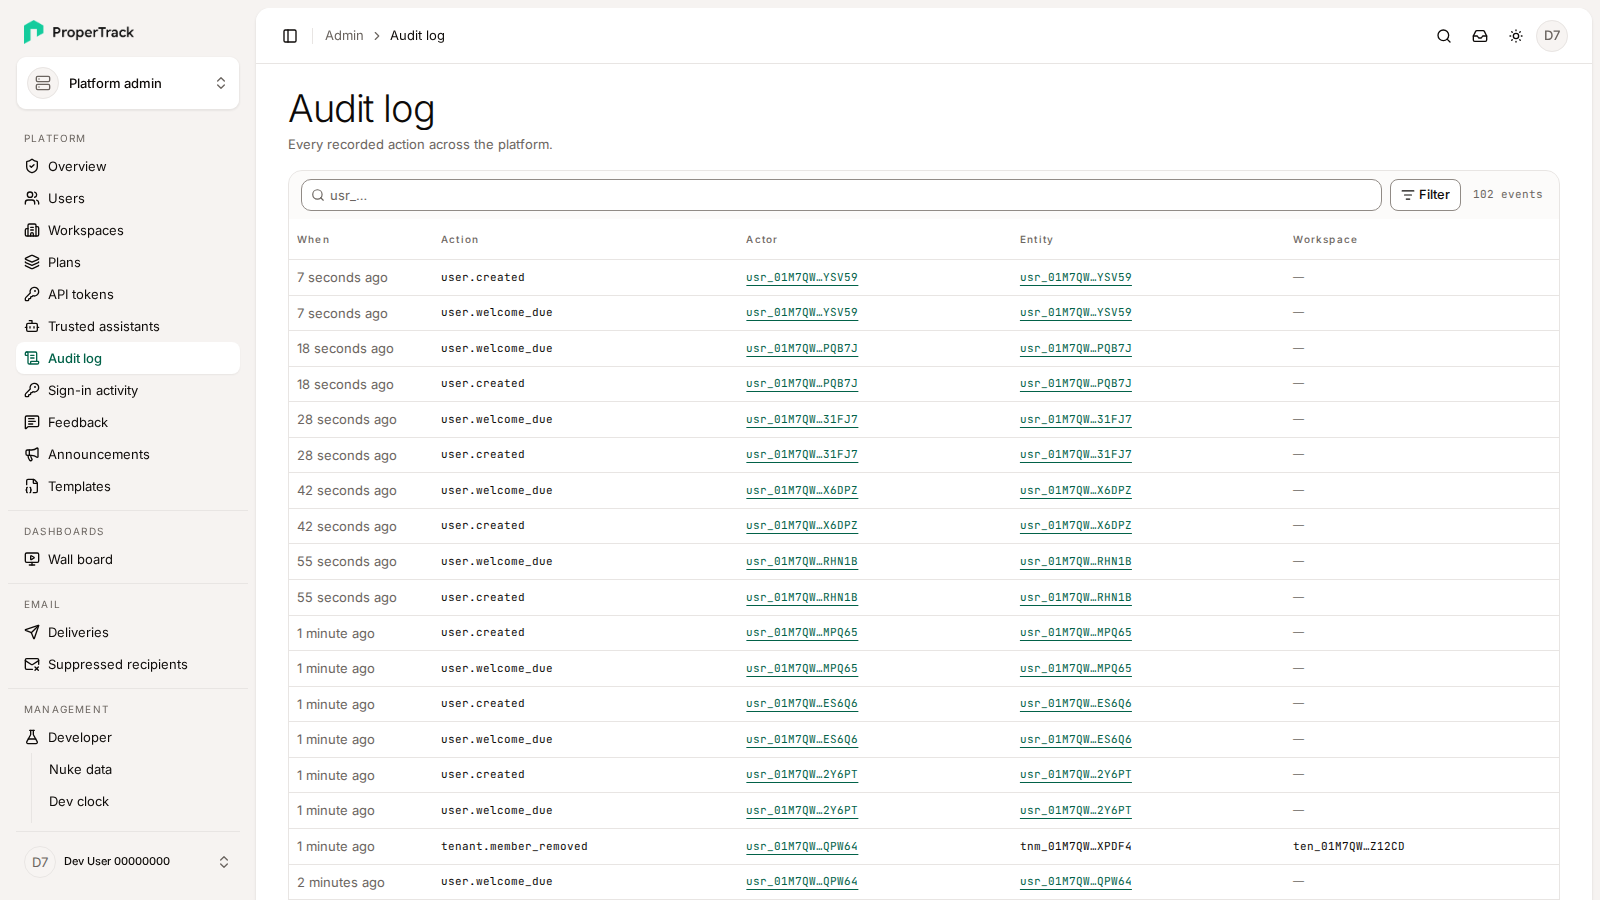 ProperTrack
Platform admin
PLATFORM
Overview
Users
Workspaces
Plans
API tokens
Trusted assistants
Audit log
Sign-in activity
Feedback
Announcements
Templates
DASHBOARDS
Wall board
EMAIL
Deliveries
Suppressed recipients
MANAGEMENT
Developer
Nuke data
Dev clock
D7 Dev User 00000000
Admin > Audit log
D7
Audit log
Every recorded action across the platform.
usr_... Filter 102 events
When Action Actor Entity Workspace
7 seconds ago user.created usr_01M7QW…YSV59 usr_01M7QW…YSV59 —
7 seconds ago user.welcome_due usr_01M7QW…YSV59 usr_01M7QW…YSV59 —
18 seconds ago user.welcome_due usr_01M7QW…PQB7J usr_01M7QW…PQB7J —
18 seconds ago user.created usr_01M7QW…PQB7J usr_01M7QW…PQB7J —
28 seconds ago user.welcome_due usr_01M7QW…31FJ7 usr_01M7QW…31FJ7 —
28 seconds ago user.created usr_01M7QW…31FJ7 usr_01M7QW…31FJ7 —
42 seconds ago user.welcome_due usr_01M7QW…X6DPZ usr_01M7QW…X6DPZ —
42 seconds ago user.created usr_01M7QW…X6DPZ usr_01M7QW…X6DPZ —
55 seconds ago user.welcome_due usr_01M7QW…RHN1B usr_01M7QW…RHN1B —
55 seconds ago user.created usr_01M7QW…RHN1B usr_01M7QW…RHN1B —
1 minute ago user.created usr_01M7QW…MPQ65 usr_01M7QW…MPQ65 —
1 minute ago user.welcome_due usr_01M7QW…MPQ65 usr_01M7QW…MPQ65 —
1 minute ago user.created usr_01M7QW…ES6Q6 usr_01M7QW…ES6Q6 —
1 minute ago user.welcome_due usr_01M7QW…ES6Q6 usr_01M7QW…ES6Q6 —
1 minute ago user.created usr_01M7QW…2Y6PT usr_01M7QW…2Y6PT —
1 minute ago user.welcome_due usr_01M7QW…2Y6PT usr_01M7QW…2Y6PT —
1 minute ago tenant.member_removed usr_01M7QW…QPW64 tnm_01M7QW…XPDF4 ten_01M7QW…Z12CD
2 minutes ago user.welcome_due usr_01M7QW…QPW64 usr_01M7QW…QPW64 —